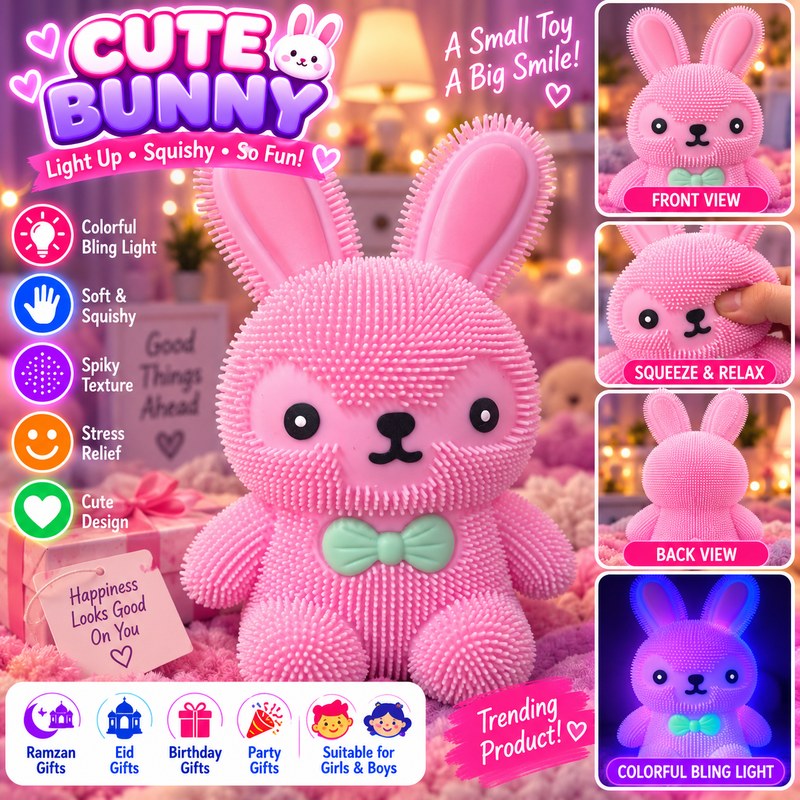 CUTE
BUNNY
Light Up • Squishy • So Fun!
A Small Toy
A Big Smile!
Colorful
Bling Light
Soft &
Squishy
Spiky
Texture
Stress
Relief
Cute
Design
Good
Things
Ahead
Happiness
Looks Good
On You
FRONT VIEW
SQUEEZE & RELAX
BACK VIEW
COLORFUL BLING LIGHT
Ramzan
Gifts
Eid
Gifts
Birthday
Gifts
Party
Gifts
Suitable for
Girls & Boys
Trending
Product!